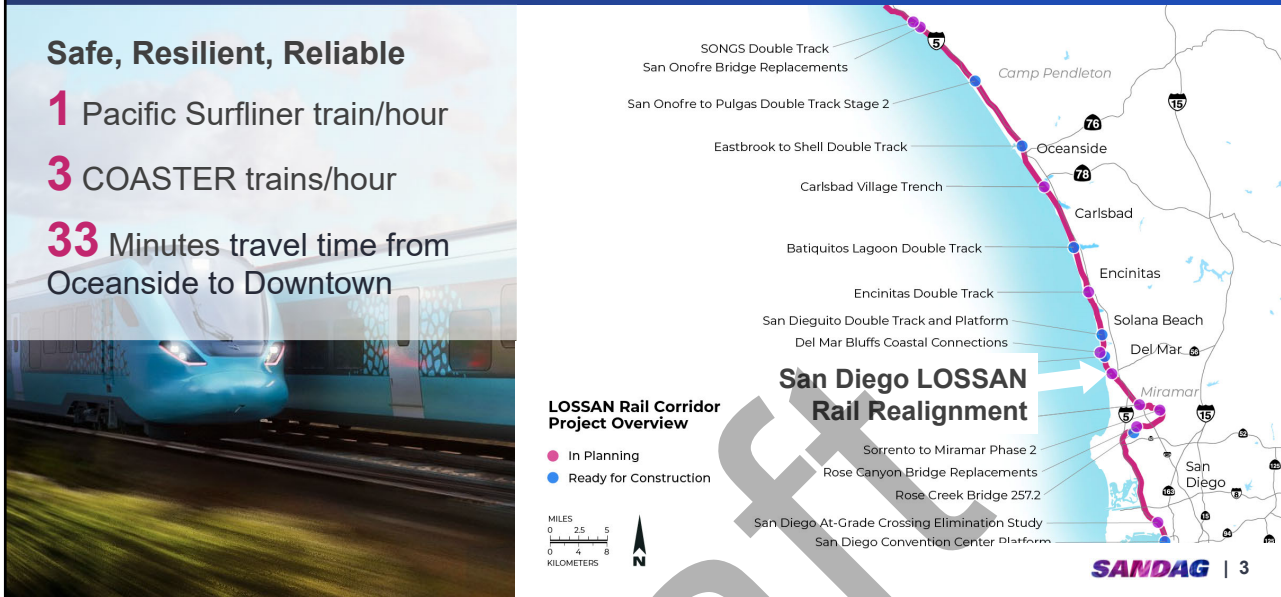 Safe, Resilient, Reliable
1 Pacific Surfliner train/hour
3 COASTER trains/hour
33 Minutes travel time from
Oceanside to Downtown
SONGS Double Track
San Onofre Bridge Replacements
San Onofre to Pulgas Double Track Stage 2
Eastbrook to Shell Double Track
Carlsbad Village Trench
Batiquitos Lagoon Double Track
Encinitas Double Track
San Dieguito Double Track and Platform
Del Mar Bluffs Coastal Connections
San Diego LOSSAN
Rail Realignment
Sorrento to Miramar Phase 2
Rose Canyon Bridge Replacements
Rose Creek Bridge 257.2
San Diego At-Grade Crossing Elimination Study
San Diego Convention Center Platform
5
Camp Pendleton
15
76
Oceanside
78
Carlsbad
Encinitas
Solana Beach
Del Mar
56
Miramar
5
15
52
125
San
Diego
163
8
15
94
125
LOSSAN Rail Corridor
Project Overview
In Planning
Ready for Construction
MILES
0 2.5 5
0 4 8
KILOMETERS
N
SANDAG | 3